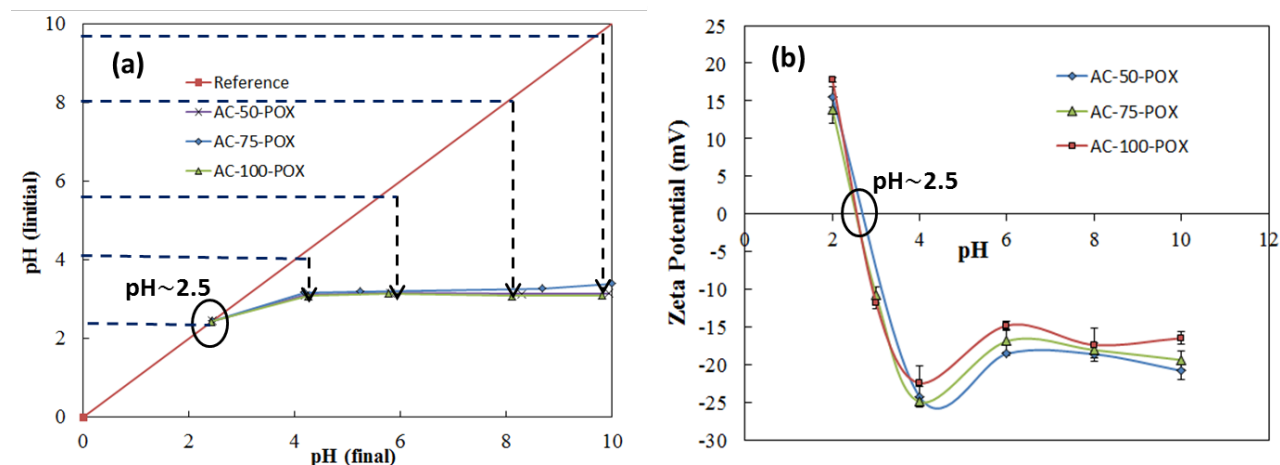 (a)
10
8
6
4
2
0
pH (Iinitial)
Reference
AC-50-POX
AC-75-POX
AC-100-POX
pH~2.5
0 2 4 6 8 10
pH (final)
(b)
25
20
15
10
5
0
-5
-10
-15
-20
-25
-30
Zeta Potential (mV)
AC-50-POX
AC-75-POX
AC-100-POX
pH~2.5
0 2 4 6 8 10 12
pH